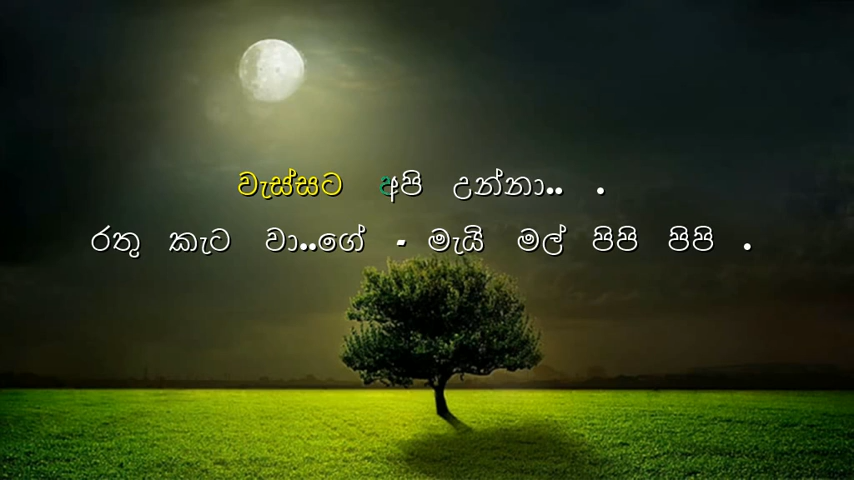 වැස්සට අපි උන්නා.. .
රතු කැට වා..ගේ - මැයි මල් පිපි පිපි .